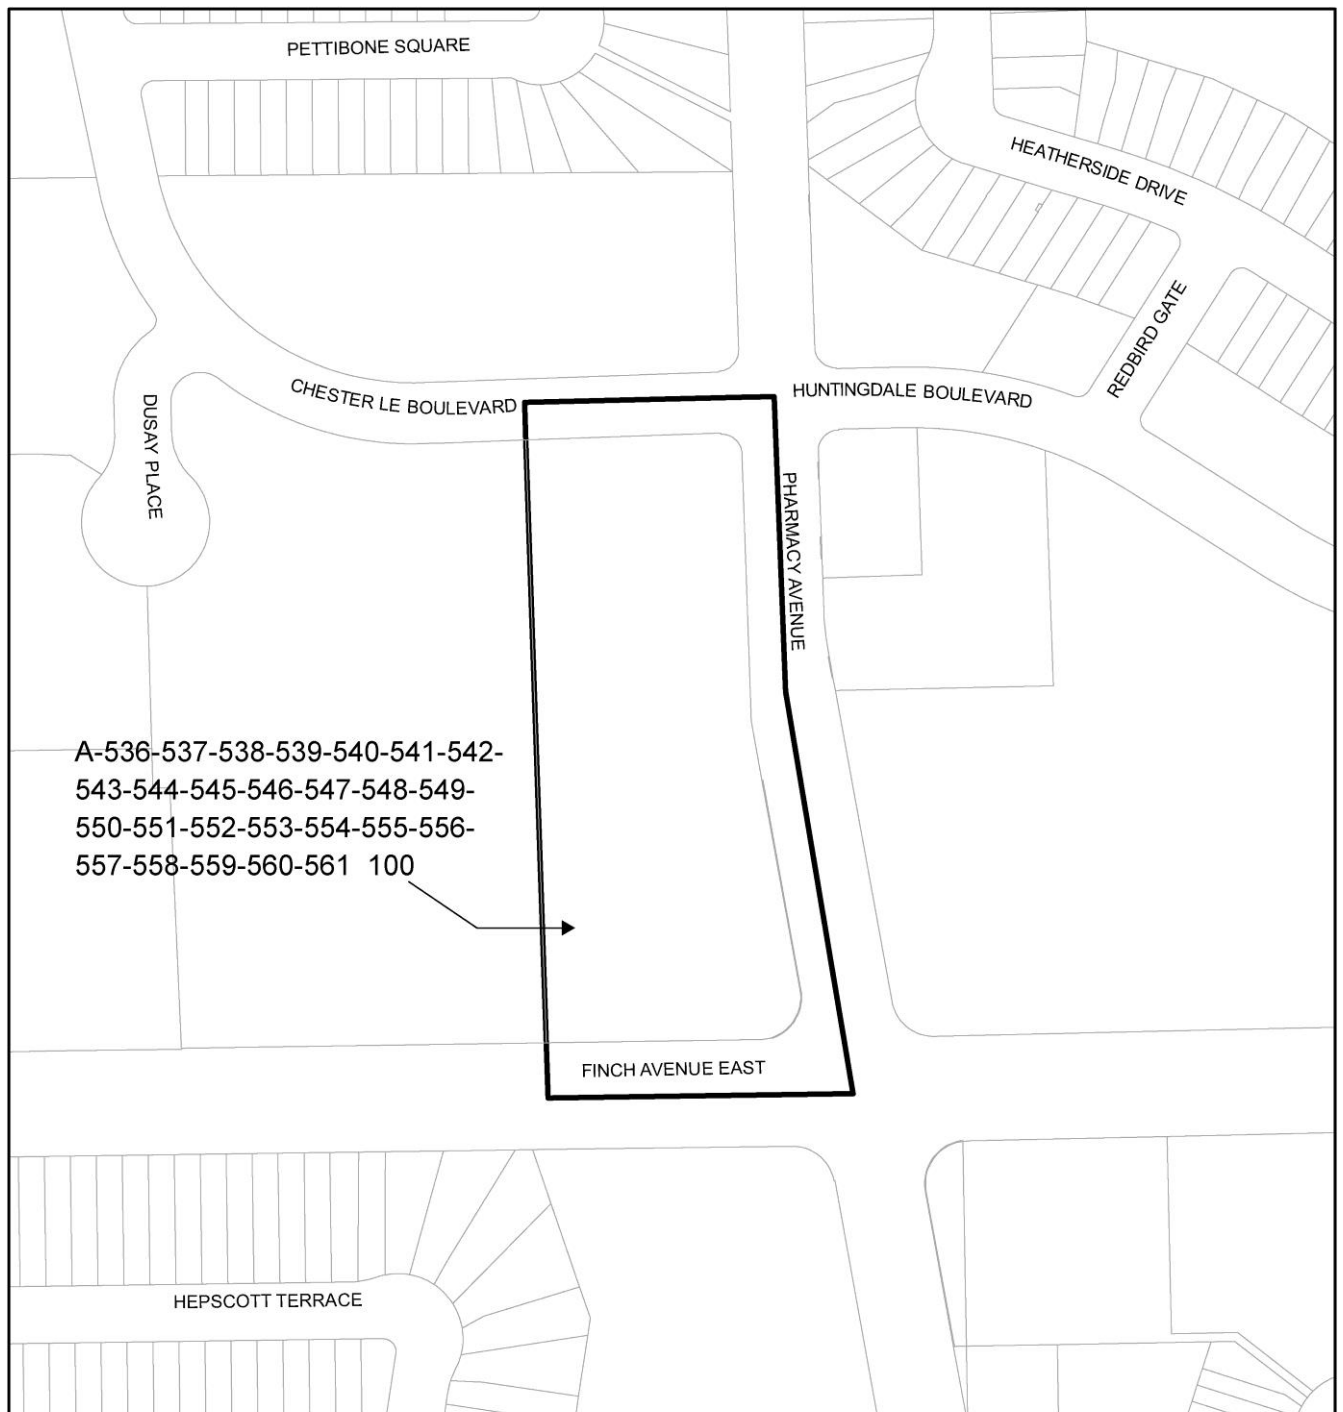 PETTIBONE SQUARE
HEATHERSIDE DRIVE
REDBIRD GATE
CHESTER LE BOULEVARD
HUNTINGDALE BOULEVARD
DUSAY PLACE
PHARMACY AVENUE
A-536-537-538-539-540-541-542-
543-544-545-546-547-548-549-
550-551-552-553-554-555-556-
557-558-559-560-561 100
FINCH AVENUE EAST
HEPSCOTT TERRACE